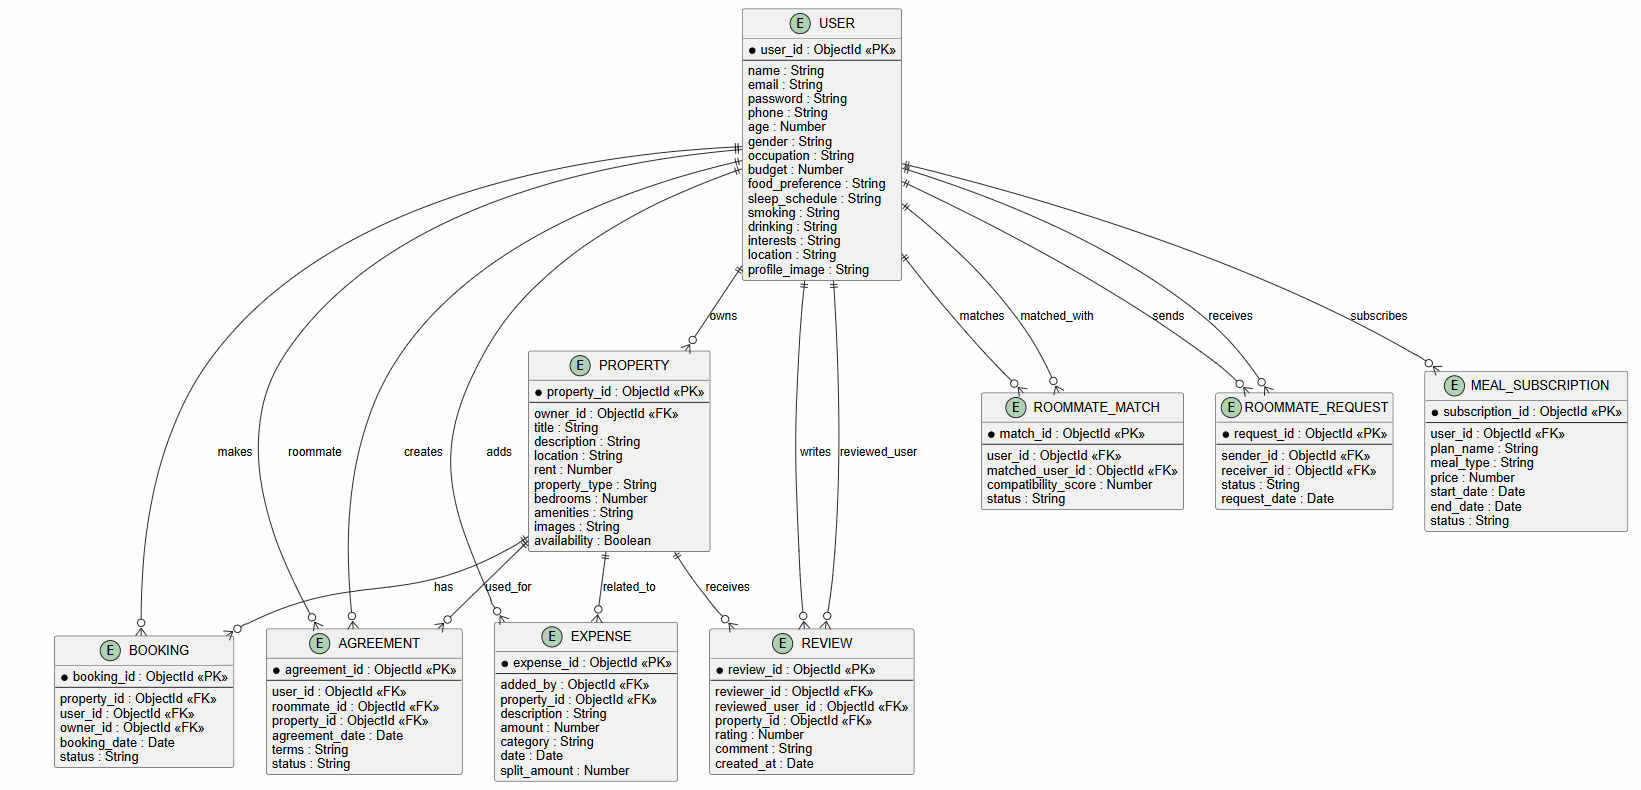 E USER
user_id : ObjectId «PK»
name : String
email : String
password : String
phone : String
age : Number
gender : String
occupation : String
budget : Number
food_preference : String
sleep_schedule : String
smoking : String
drinking : String
interests : String
location : String
profile_image : String
owns
matches
matched_with
sends
receives
subscribes
E PROPERTY
property_id : ObjectId «PK»
owner_id : ObjectId «FK»
title : String
description : String
location : String
rent : Number
property_type : String
bedrooms : Number
amenities : String
images : String
availability : Boolean
E ROOMMATE_MATCH
match_id : ObjectId «PK»
user_id : ObjectId «FK»
matched_user_id : ObjectId «FK»
compatibility_score : Number
status : String
E ROOMMATE_REQUEST
request_id : ObjectId «PK»
sender_id : ObjectId «FK»
receiver_id : ObjectId «FK»
status : String
request_date : Date
E MEAL_SUBSCRIPTION
subscription_id : ObjectId «PK»
user_id : ObjectId «FK»
plan_name : String
meal_type : String
price : Number
start_date : Date
end_date : Date
status : String
makes
roommate
creates
adds
writes
reviewed_user
has
used_for
related_to
receives
E BOOKING
booking_id : ObjectId «PK»
property_id : ObjectId «FK»
user_id : ObjectId «FK»
owner_id : ObjectId «FK»
booking_date : Date
status : String
E AGREEMENT
agreement_id : ObjectId «PK»
user_id : ObjectId «FK»
roommate_id : ObjectId «FK»
property_id : ObjectId «FK»
agreement_date : Date
terms : String
status : String
E EXPENSE
expense_id : ObjectId «PK»
added_by : ObjectId «FK»
property_id : ObjectId «FK»
description : String
amount : Number
category : String
date : Date
split_amount : Number
E REVIEW
review_id : ObjectId «PK»
reviewer_id : ObjectId «FK»
reviewed_user_id : ObjectId «FK»
property_id : ObjectId «FK»
rating : Number
comment : String
created_at : Date